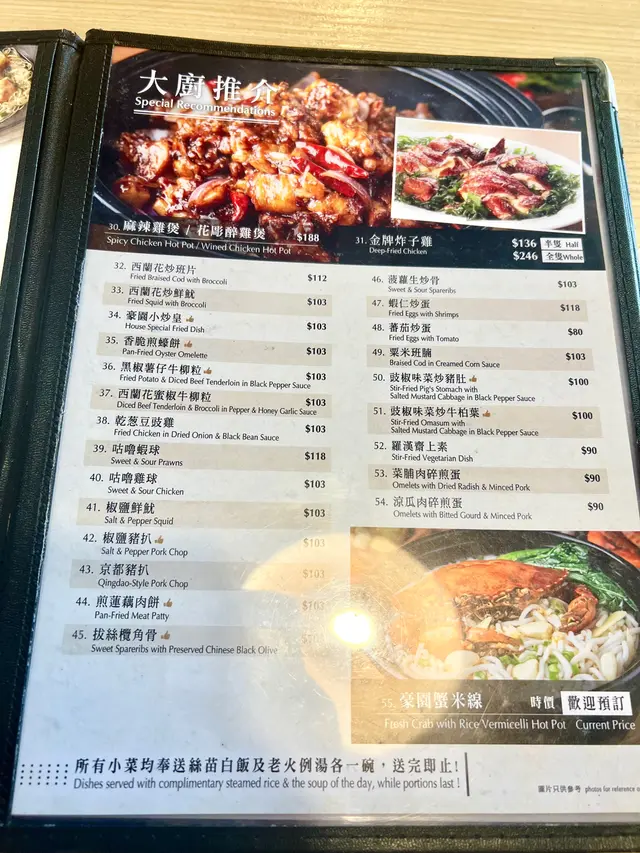 大廚推介
Special Recommendations
30. 麻辣雞煲 / 花彫醉雞煲 $188
Spicy Chicken Hot Pot / Wined Chicken Hot Pot
31. 金牌炸子雞 $136 半隻 Half
Deep-Fried Chicken $246 全隻 Whole
32. 西蘭花炒班片 $112
Fried Braised Cod with Broccoli
33. 西蘭花炒鮮魷 $103
Fried Squid with Broccoli
34. 豪園小炒皇 $103
House Special Fried Dish
35. 香脆煎蠔餅 $103
Pan-Fried Oyster Omelette
36. 黑椒薯仔牛柳粒 $103
Fried Potato & Diced Beef Tenderloin in Black Pepper Sauce
37. 西蘭花蜜椒牛柳粒 $103
Diced Beef Tenderloin & Broccoli in Pepper & Honey Garlic Sauce
38. 乾葱豆豉雞 $103
Fried Chicken in Dried Onion & Black Bean Sauce
39. 咕嚕蝦球 $118
Sweet & Sour Prawns
40. 咕嚕雞球 $103
Sweet & Sour Chicken
41. 椒鹽鮮魷 $103
Salt & Pepper Squid
42. 椒鹽豬扒 $103
Salt & Pepper Pork Chop
43. 京都豬扒 $103
Qingdao-Style Pork Chop
44. 煎蓮藕肉餅 $103
Pan-Fried Meat Patty
45. 拔絲欖角骨
Sweet Spareribs with Preserved Chinese Black Olive
46. 菠蘿生炒骨 $103
Sweet & Sour Spareribs
47. 蝦仁炒蛋 $118
Fried Eggs with Shrimps
48. 蕃茄炒蛋 $80
Fried Eggs with Tomato
49. 粟米班腩 $103
Braised Cod in Creamed Corn Sauce
50. 豉椒味菜炒豬肚 $100
Stir-Fried Pig's Stomach with
Salted Mustard Cabbage in Black Pepper Sauce
51. 豉椒味菜炒牛柏葉 $100
Stir-Fried Omasum with
Salted Mustard Cabbage in Black Pepper Sauce
52. 羅漢齋上素 $90
Stir-Fried Vegetarian Dish
53. 菜脯肉碎煎蛋 $90
Omelets with Dried Radish & Minced Pork
54. 涼瓜肉碎煎蛋 $90
Omelets with Bitted Gourd & Minced Pork
55. 豪園蟹米線 時價 歡迎預訂
Fresh Crab with Rice Vermicelli Hot Pot Current Price
所有小菜均奉送絲苗白飯及老火例湯各一碗，送完即止!
Dishes served with complimentary steamed rice & the soup of the day, while portions last !
圖片只供參考 photos for reference